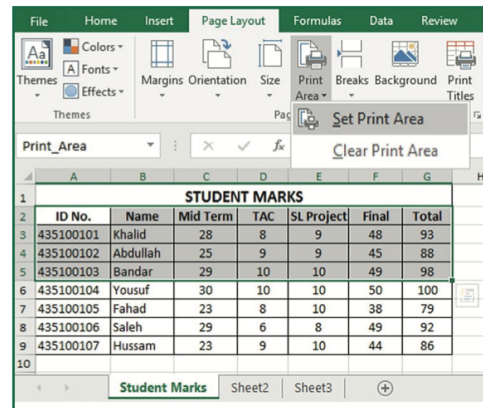 File Home Insert Page Layout Formulas Data Review
Colors
Fonts
Effects
Themes Margins Orientation Size Print Area Breaks Background Print Titles
Themes
Set Print Area
Clear Print Area
Print_Area fx
A B C D E F G H
1 STUDENT MARKS
2 ID No. Name Mid Term TAC SL Project Final Total
3 435100101 Khalid 28 8 9 48 93
4 435100102 Abdullah 25 9 9 45 88
5 435100103 Bandar 29 10 10 49 98
6 435100104 Yousuf 30 10 10 50 100
7 435100105 Fahad 23 8 10 38 79
8 435100106 Saleh 29 6 8 49 92
9 435100107 Hussam 23 9 10 44 86
10
Student Marks Sheet2 Sheet3